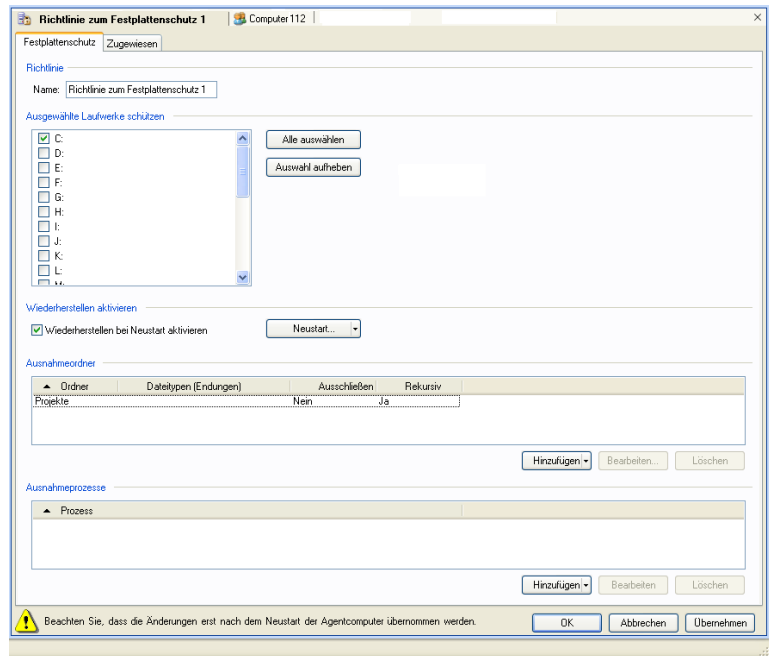 Richtlinie zum Festplattenschutz 1 Computer 112
Festplattenschutz Zugewiesen
Richtlinie
Name: Richtlinie zum Festplattenschutz 1
Ausgewählte Laufwerke schützen
C:
D:
E:
F:
G:
H:
I:
J:
K:
L:
Alle auswählen
Auswahl aufheben
Wiederherstellen aktivieren
Wiederherstellen bei Neustart aktivieren Neustart...
Ausnahmeordner
Ordner Dateitypen (Endungen) Ausschließen Rekursiv
Projekte Nein Ja
Hinzufügen Bearbeiten... Löschen
Ausnahmeprozesse
Prozess
Hinzufügen Bearbeiten Löschen
Beachten Sie, dass die Änderungen erst nach dem Neustart der Agentcomputer übernommen werden.
OK Abbrechen Übernehmen